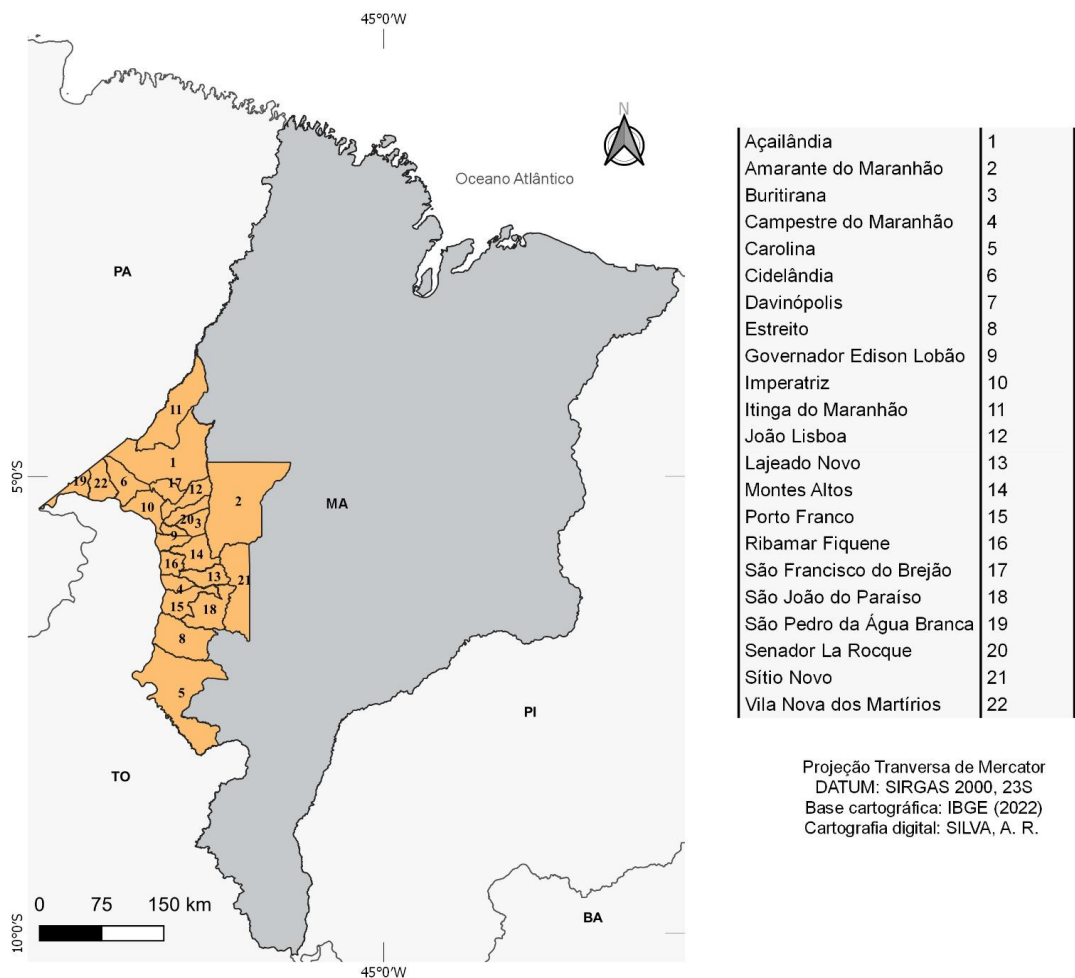 45°0'W
N
Oceano Atlântico
PA
11
1
5°0'S
19
22
6
17
12
10
2
MA
20
3
9
14
16
13
21
4
15
18
8
5
PI
TO
0 75 150 km
BA
10°0'S
45°0'W
Açailândia 1
Amarante do Maranhão 2
Buritirana 3
Campestre do Maranhão 4
Carolina 5
Cidelândia 6
Davinópolis 7
Estreito 8
Governador Edison Lobão 9
Imperatriz 10
Itinga do Maranhão 11
João Lisboa 12
Lajeado Novo 13
Montes Altos 14
Porto Franco 15
Ribamar Fiquene 16
São Francisco do Brejão 17
São João do Paraíso 18
São Pedro da Água Branca 19
Senador La Rocque 20
Sítio Novo 21
Vila Nova dos Martírios 22
Projeção Tranversa de Mercator
DATUM: SIRGAS 2000, 23S
Base cartográfica: IBGE (2022)
Cartografia digital: SILVA, A. R.